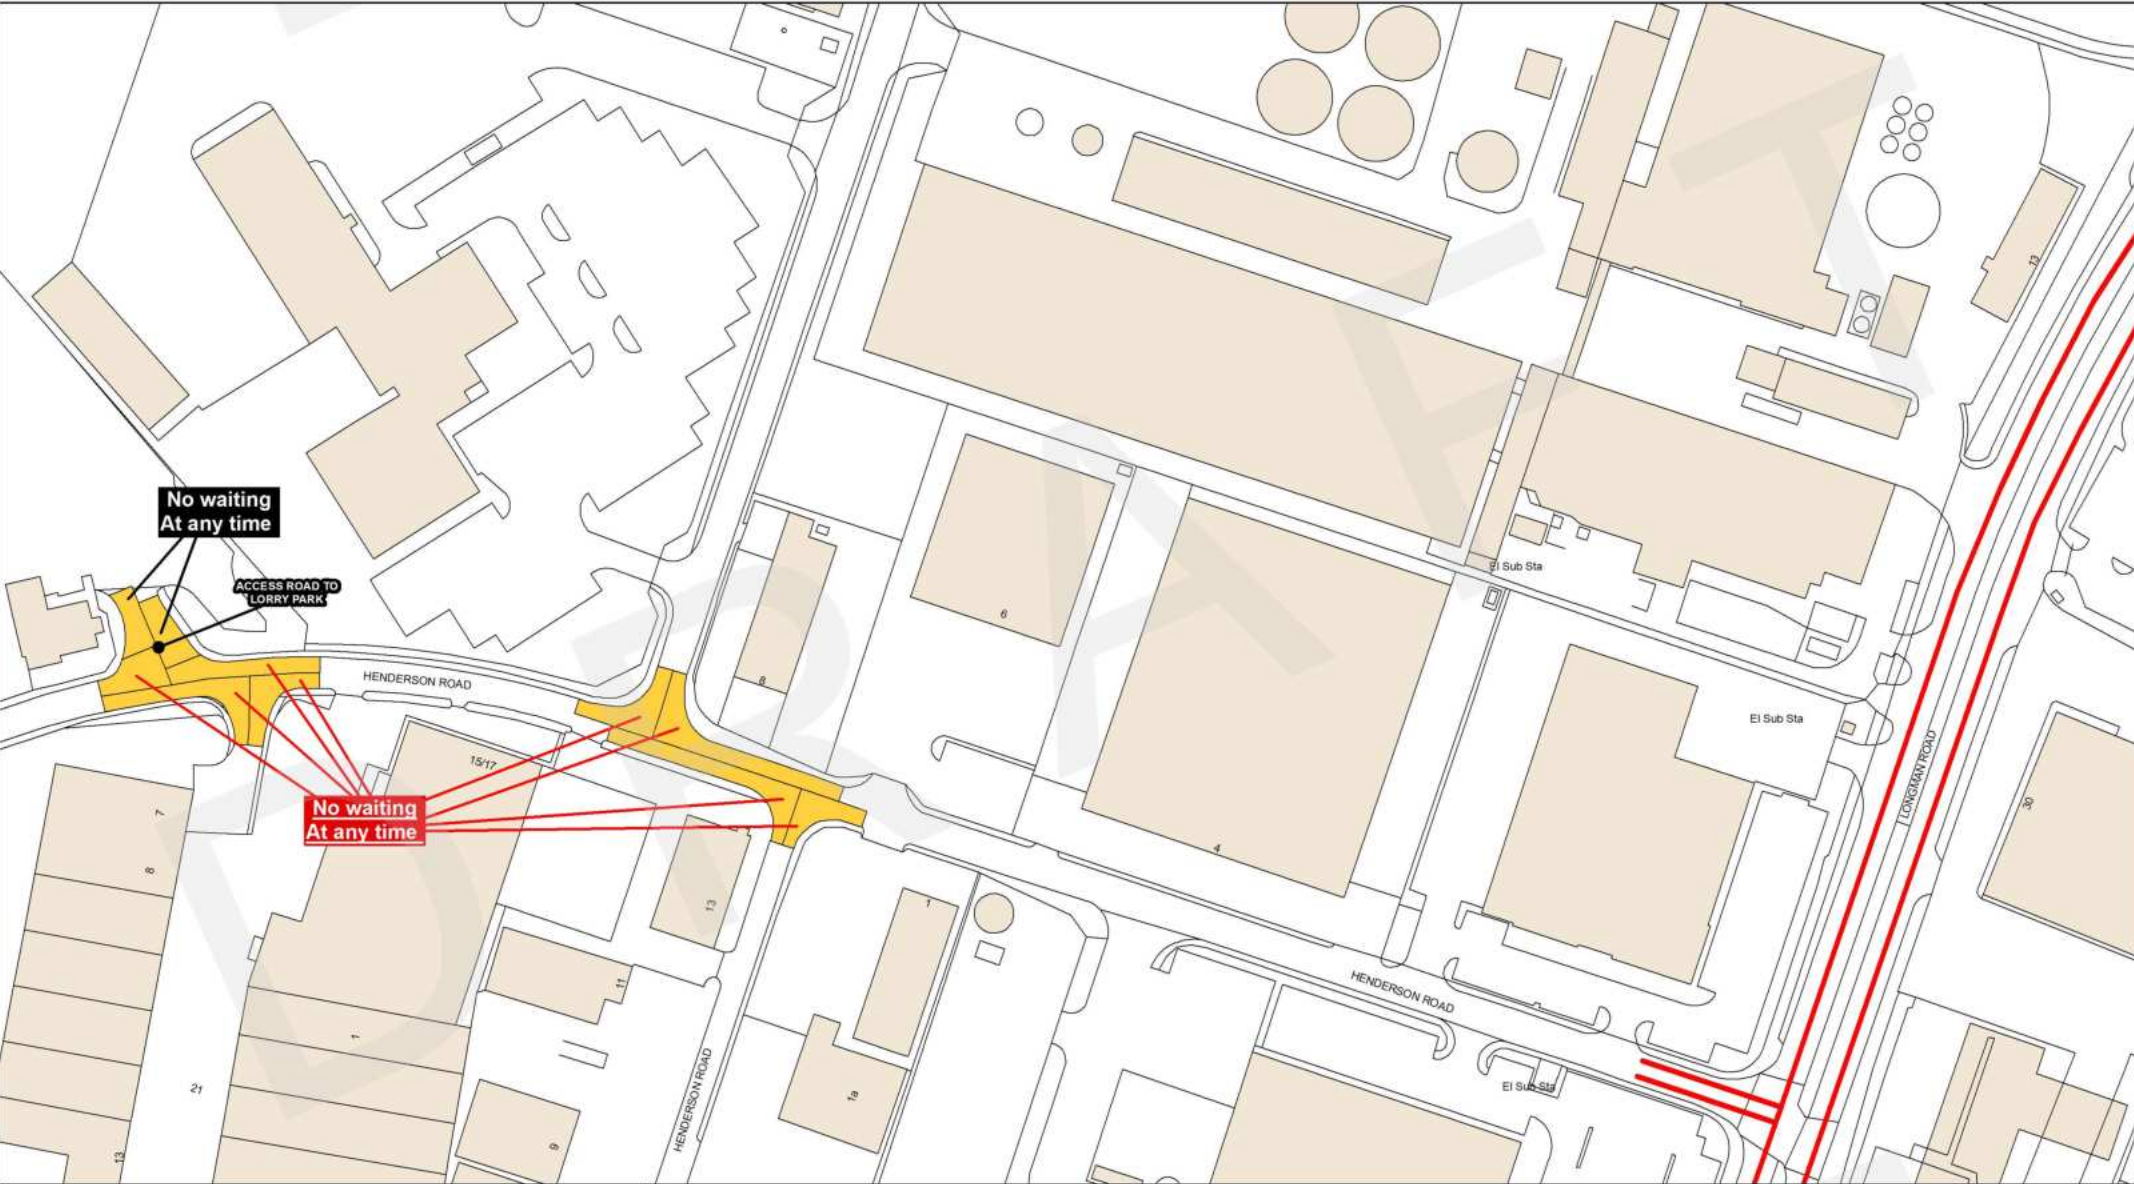 13
No waiting
At any time
El Sub Sta
ACCESS ROAD TO
LORRY PARK
6
8
HENDERSON ROAD
El Sub Sta
15/17
LONGMAN ROAD
No waiting
At any time
7
30
4
8
13
1
11
HENDERSON ROAD
1
El Sub Sta
21
1a
HENDERSON ROAD
9
13
DRAFT